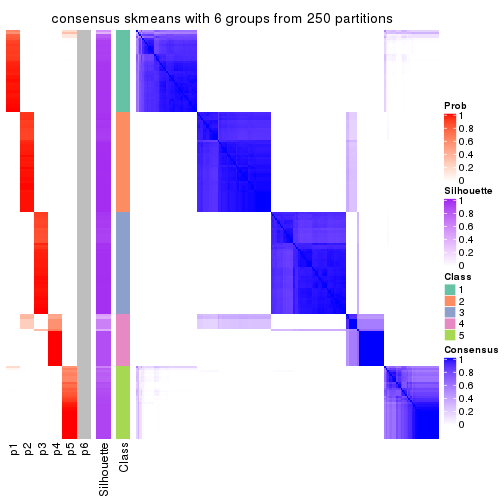 consensus skmeans with 6 groups from 250 partitions
Prob
1
0.8
0.6
0.4
0.2
0
Silhouette
1
0.8
0.6
0.4
0.2
0
Class
1
2
3
4
5
Consensus
1
0.8
0.6
0.4
0.2
0
p1
p2
p3
p4
p5
p6
Silhouette
Class